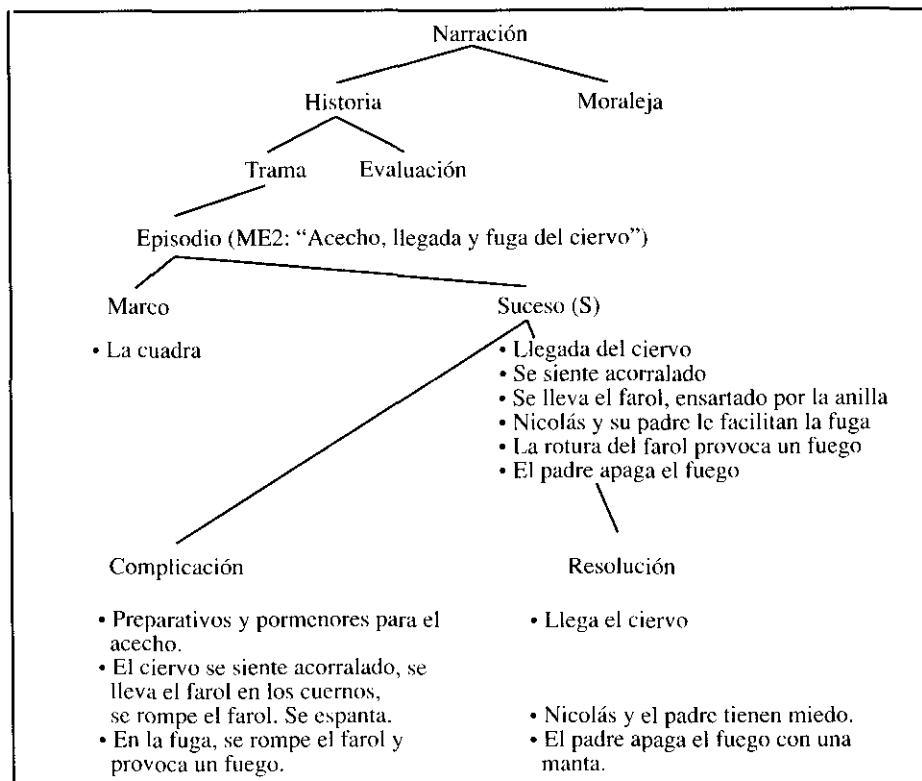 Narración
Historia
Moraleja
Trama
Evaluación
Episodio (ME2: “Acecho, llegada y fuga del ciervo”)
Marco
• La cuadra
Suceso (S)
• Llegada del ciervo
• Se siente acorralado
• Se lleva el farol, ensartado por la anilla
• Nicolás y su padre le facilitan la fuga
• La rotura del farol provoca un fuego
• El padre apaga el fuego
Complicación
• Preparativos y pormenores para el
acecho.
• El ciervo se siente acorralado, se
lleva el farol en los cuernos,
se rompe el farol. Se espanta.
• En la fuga, se rompe el farol y
provoca un fuego.
Resolución
• Llega el ciervo
• Nicolás y el padre tienen miedo.
• El padre apaga el fuego con una
manta.